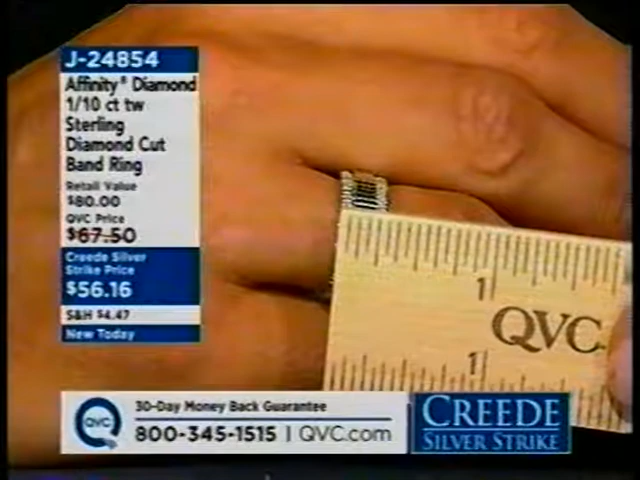 J-24854
Affinity® Diamond
1/10 ct tw
Sterling
Diamond Cut
Band Ring
Retail Value
$80.00
QVC Price
$67.50
Creede Silver
Strike Price
$56.16
S&H $4.47
New Today
1
QVC
1
QVC
30-Day Money Back Guarantee
800-345-1515 | QVC.com
CREEDE
SILVER STRIKE